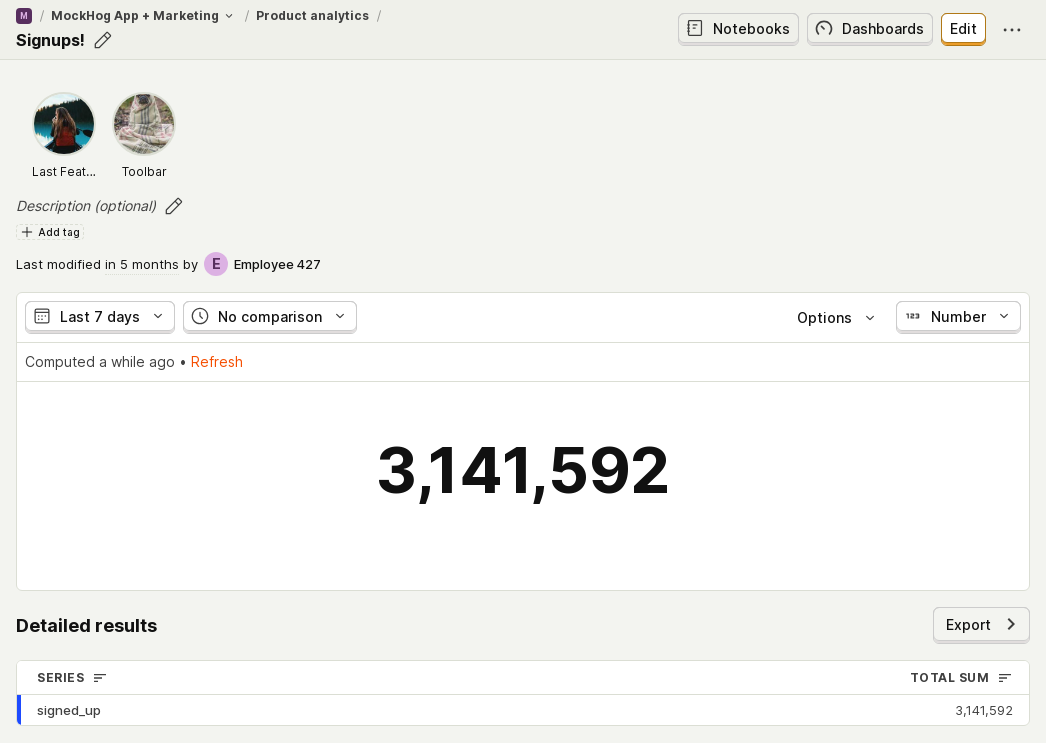 M / MockHog App + Marketing / Product analytics /
Signups!
Notebooks
Dashboards
Edit
Last Feat...
Toolbar
Description (optional)
Add tag
Last modified in 5 months by E Employee 427
Last 7 days
No comparison
Options
123 Number
Computed a while ago • Refresh
3,141,592
Detailed results
Export
SERIES
TOTAL SUM
signed_up
3,141,592